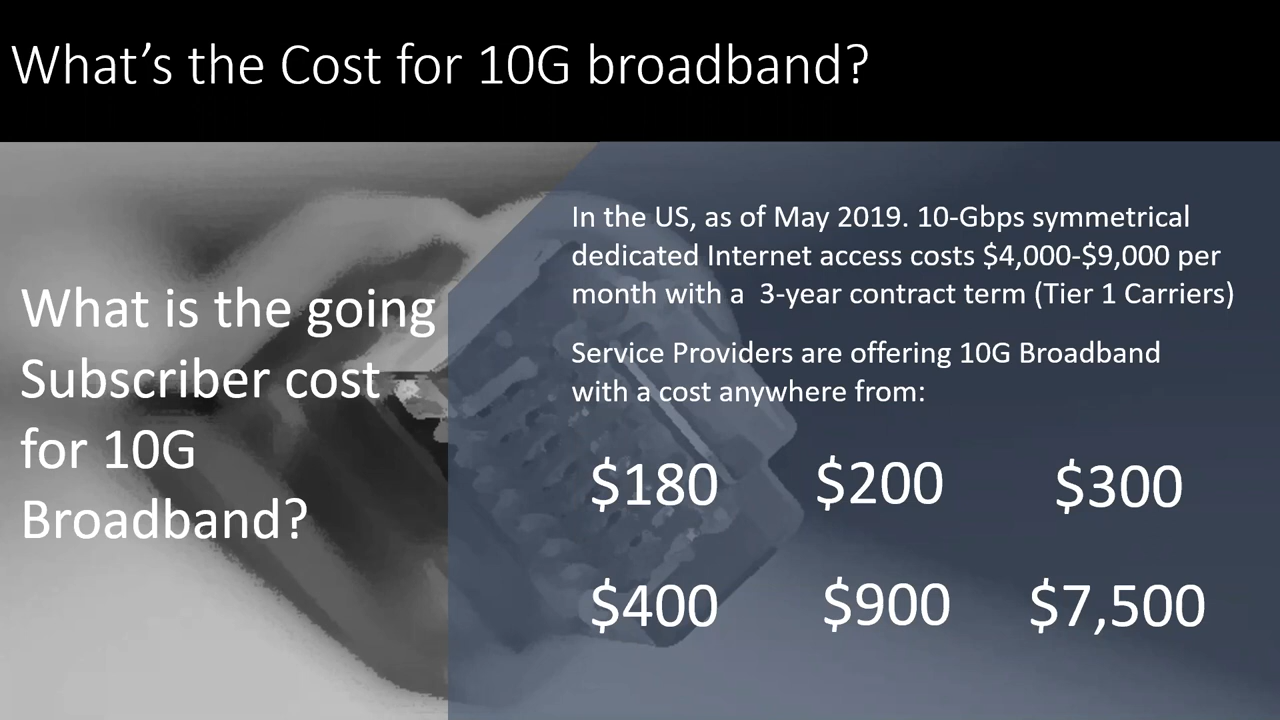 What’s the Cost for 10G broadband?
What is the going
Subscriber cost
for 10G
Broadband?
In the US, as of May 2019. 10-Gbps symmetrical
dedicated Internet access costs $4,000-$9,000 per
month with a  3-year contract term (Tier 1 Carriers)
Service Providers are offering 10G Broadband
with a cost anywhere from:
$180 $200 $300
$400 $900 $7,500